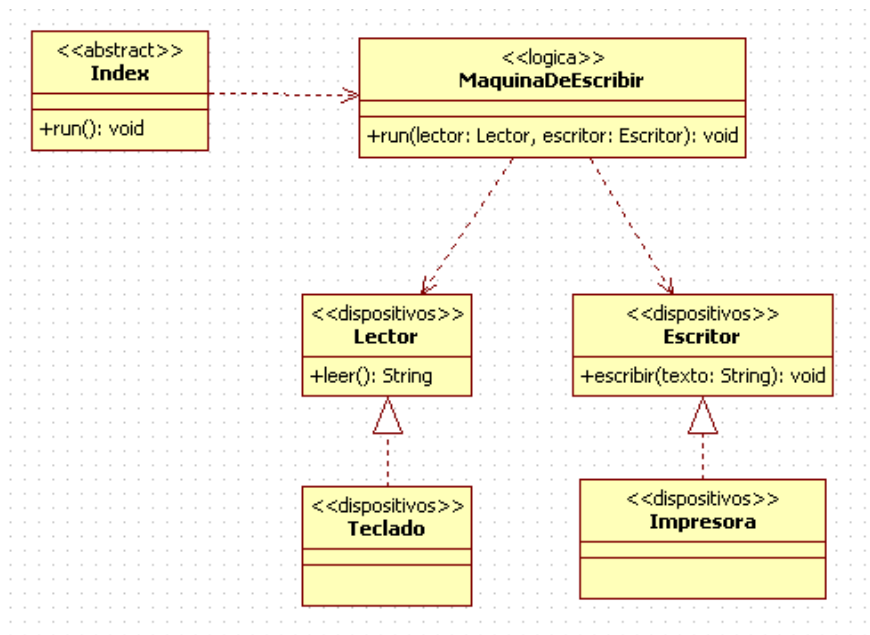 <<abstract>>
Index
+run(): void
<<logica>>
MaquinaDeEscribir
+run(lector: Lector, escritor: Escritor): void
<<dispositivos>>
Lector
+leer(): String
<<dispositivos>>
Escritor
+escribir(texto: String): void
<<dispositivos>>
Teclado
<<dispositivos>>
Impresora